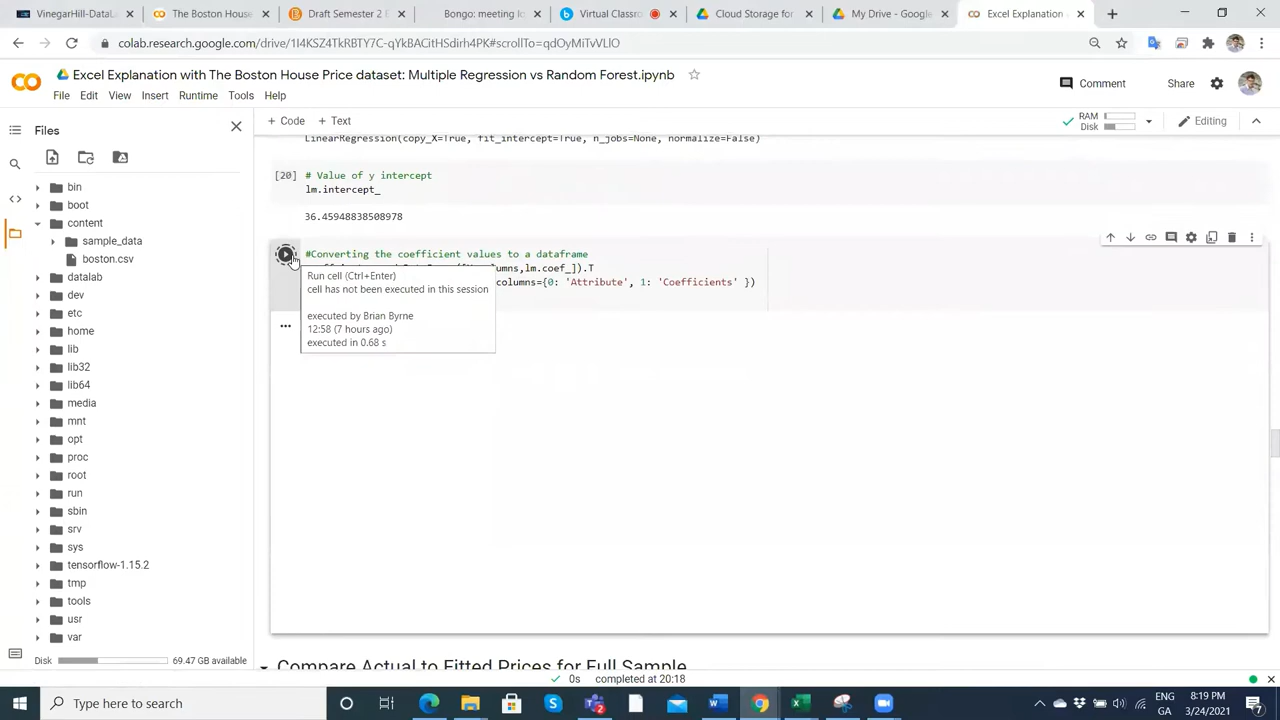 VinegarHill-DataLa
The Boston House
Draft Semester 2 E
Bongo: meeting lo
Virtual Classro
Cloud Storage for
My Drive - Google
Excel Explanation
colab.research.google.com/drive/1I4KSZ4TkRBTY7C-qYkBACitHSdirh4PK#scrollTo=qdOyMiTvVLlO
Excel Explanation with The Boston House Price dataset: Multiple Regression vs Random Forest.ipynb
Comment
Share
File Edit View Insert Runtime Tools Help
Files
+ Code + Text
RAM
Disk
Editing
bin
boot
content
sample_data
boston.csv
datalab
dev
etc
home
lib
lib32
lib64
media
mnt
opt
proc
root
run
sbin
srv
sys
tensorflow-1.15.2
tmp
tools
usr
var
Disk
69.47 GB available
LinearRegression(copy_X=True, fit_intercept=True, n_jobs=None, normalize=False)
[20] # Value of y intercept
lm.intercept_
36.45948838508978
#Converting the coefficient values to a dataframe
columns,lm.coef_]).T
columns={0: 'Attribute', 1: 'Coefficients' })
Run cell (Ctrl+Enter)
cell has not been executed in this session
executed by Brian Byrne
12:58 (7 hours ago)
executed in 0.68 s
Compare Actual to Fitted Prices for Full Sample
0s completed at 20:18
Type here to search
ENG
GA
8:19 PM
3/24/2021